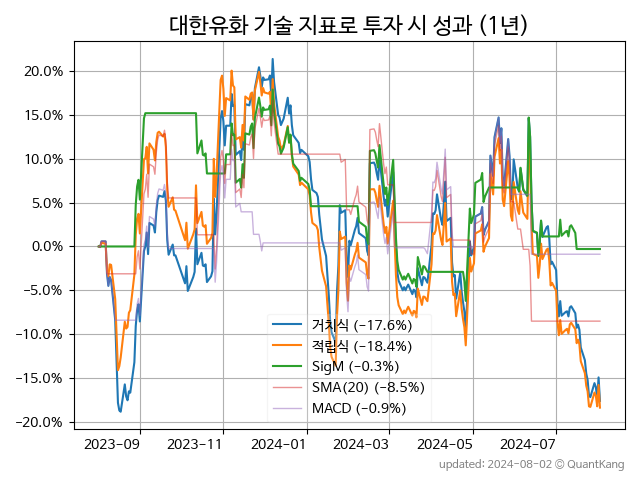 대한유화 기술 지표로 투자 시 성과 (1년)
20.0%
15.0%
10.0%
5.0%
0.0%
−5.0%
−10.0%
−15.0%
−20.0%
거치식 (−17.6%)
적립식 (−18.4%)
SigM (−0.3%)
SMA(20) (−8.5%)
MACD (−0.9%)
2023-09 2023-11 2024-01 2024-03 2024-05 2024-07
updated: 2024-08-02 © QuantKang